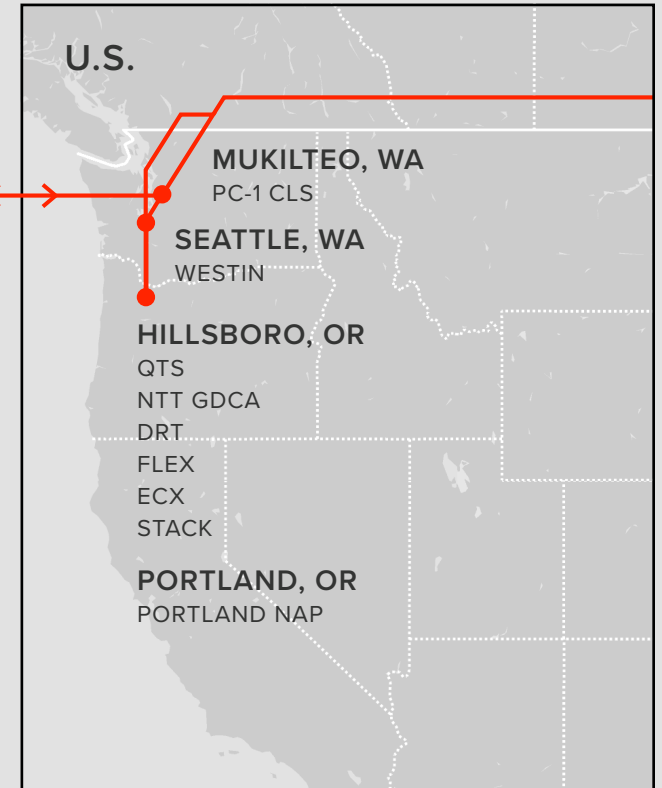 U.S.
MUKILTEO, WA
PC-1 CLS
SEATTLE, WA
WESTIN
HILLSBORO, OR
QTS
NTT GDCA
DRT
FLEX
ECX
STACK
PORTLAND, OR
PORTLAND NAP